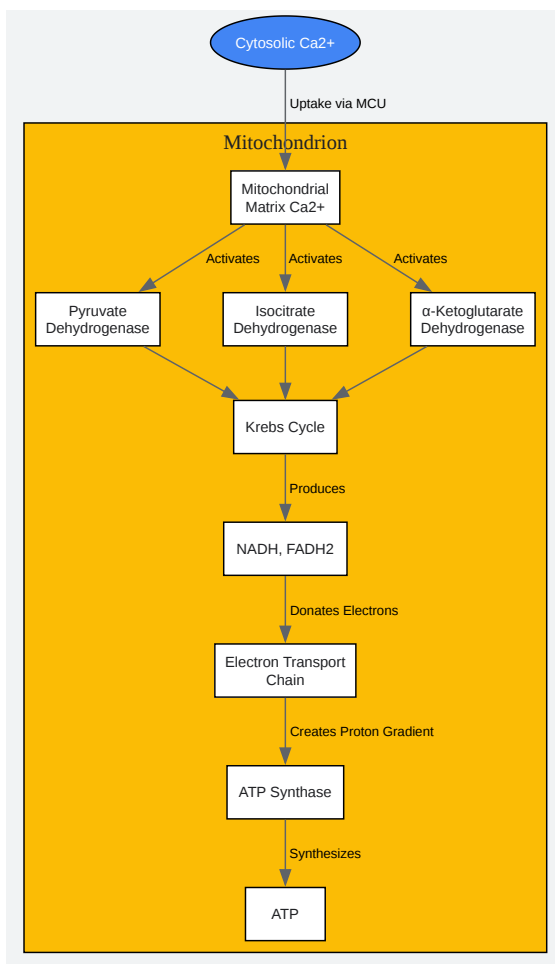 Cytosolic Ca2+
Uptake via MCU
Mitochondrion
Mitochondrial
Matrix Ca2+
Activates
Activates
Activates
Pyruvate
Dehydrogenase
Isocitrate
Dehydrogenase
α-Ketoglutarate
Dehydrogenase
Krebs Cycle
Produces
NADH, FADH2
Donates Electrons
Electron Transport
Chain
Creates Proton Gradient
ATP Synthase
Synthesizes
ATP